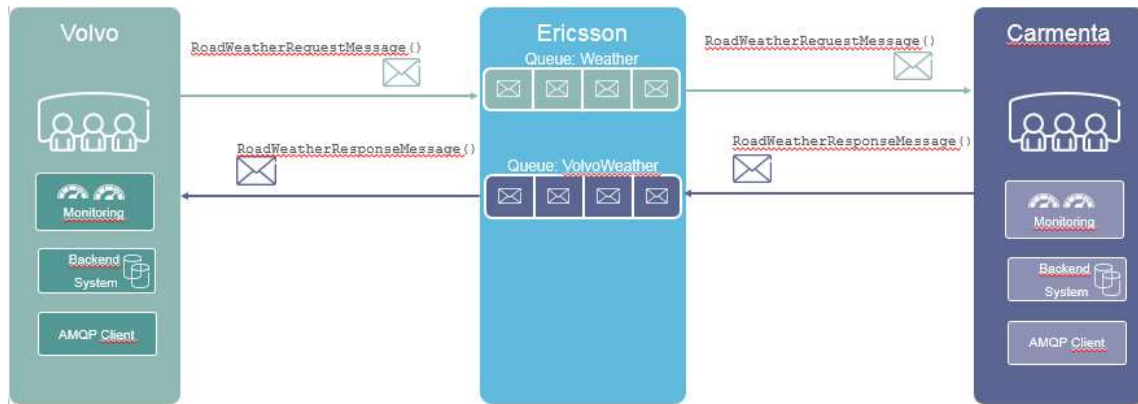 Volvo
Ericsson
Carmenta
RoadWeatherRequestMessage()
RoadWeatherRequestMessage()
Queue: Weather
RoadWeatherResponseMessage()
RoadWeatherResponseMessage()
Queue: VolvoWeather
Monitoring
Backend
System
AMQP Client
Monitoring
Backend
System
AMQP Client